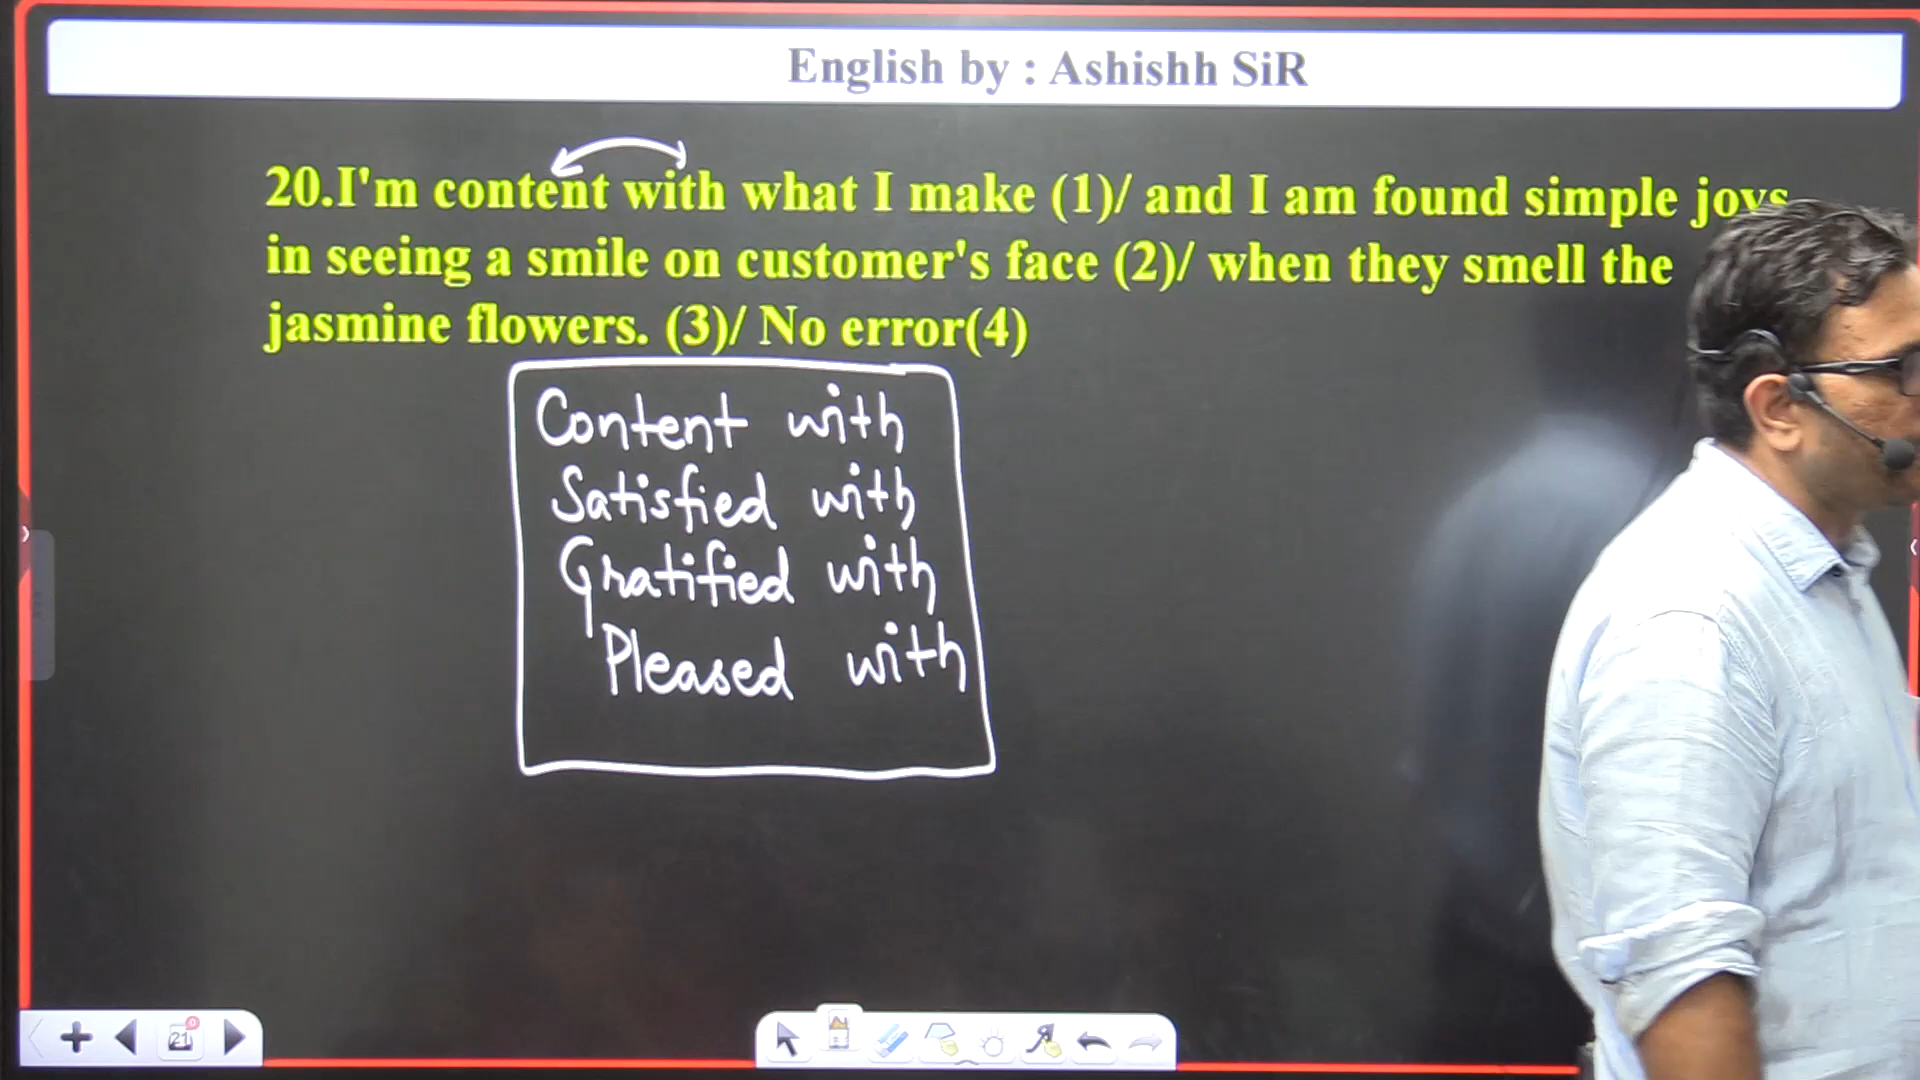 English by : Ashishh SiR
20.I'm content with what I make (1)/ and I am found simple joys
in seeing a smile on customer's face (2)/ when they smell the
jasmine flowers. (3)/ No error(4)
Content with
Satisfied with
Gratified with
Pleased with
21